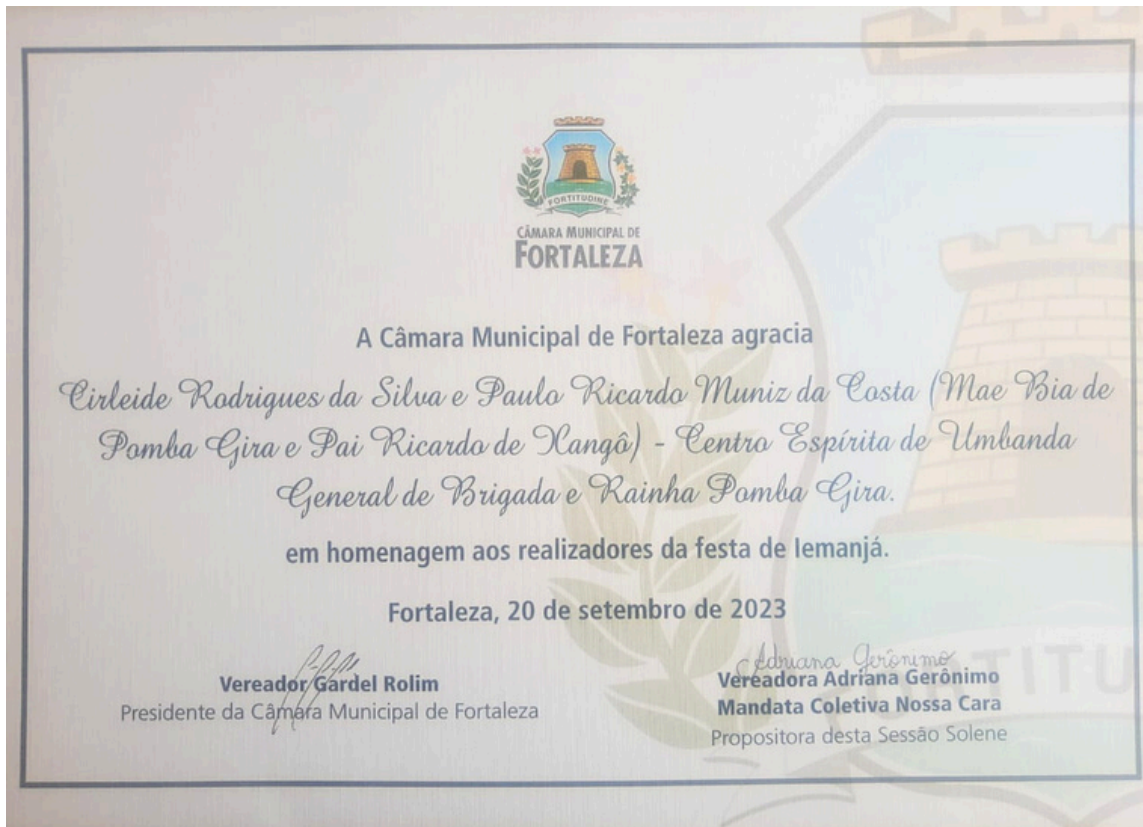 FORTITUDINE
CÂMARA MUNICIPAL DE
FORTALEZA
A Câmara Municipal de Fortaleza agracia
Cirleide Rodrigues da Silva e Paulo Ricardo Muniz da Costa (Mae Bia de
Pomba Gira e Pai Ricardo de Xangô) - Centro Espírita de Umbanda
General de Brigada e Rainha Pomba Gira.
em homenagem aos realizadores da festa de Iemanjá.
Fortaleza, 20 de setembro de 2023
Vereador Gardel Rolim
Presidente da Câmara Municipal de Fortaleza
Adriana Gerônimo
Vereadora Adriana Gerônimo
Mandata Coletiva Nossa Cara
Propositora desta Sessão Solene
FORTITU